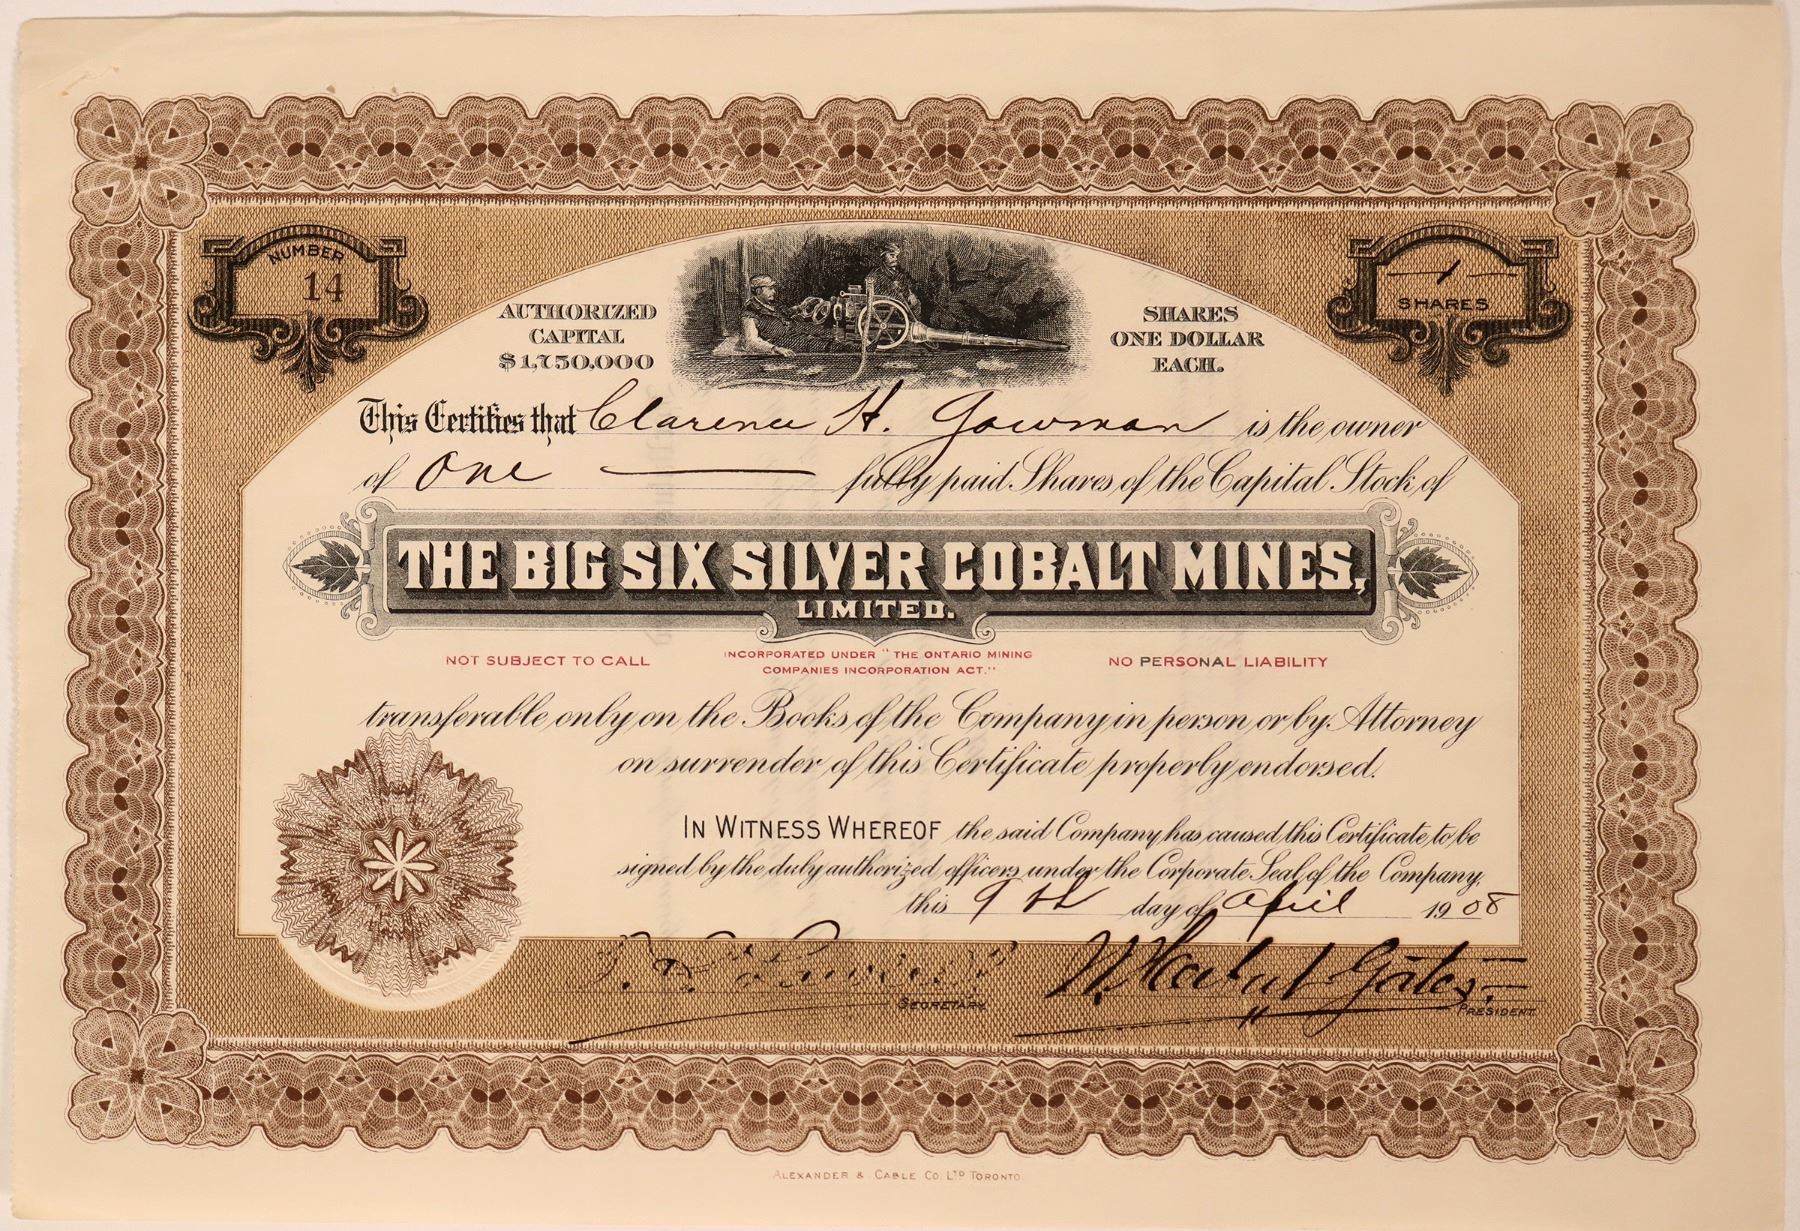 NUMBER
14
1
SHARES
AUTHORIZED
CAPITAL
$1,750,000
SHARES
ONE DOLLAR
EACH.
This Certifies that Clarence H. Gowman is the owner
of One fully paid Shares of the Capital Stock of
THE BIG SIX SILVER COBALT MINES,
LIMITED.
NOT SUBJECT TO CALL
INCORPORATED UNDER "THE ONTARIO MINING
COMPANIES INCORPORATION ACT."
NO PERSONAL LIABILITY
transferable only on the Books of the Company in person or by Attorney
on surrender of this Certificate properly endorsed.
IN WITNESS WHEREOF the said Company has caused this Certificate to be
signed by the duly authorized officers under the Corporate Seal of the Company,
this 9th day of April 1908
SECRETARY
W. Herbert Gates
PRESIDENT
ALEXANDER & CABLE CO. LTD TORONTO.